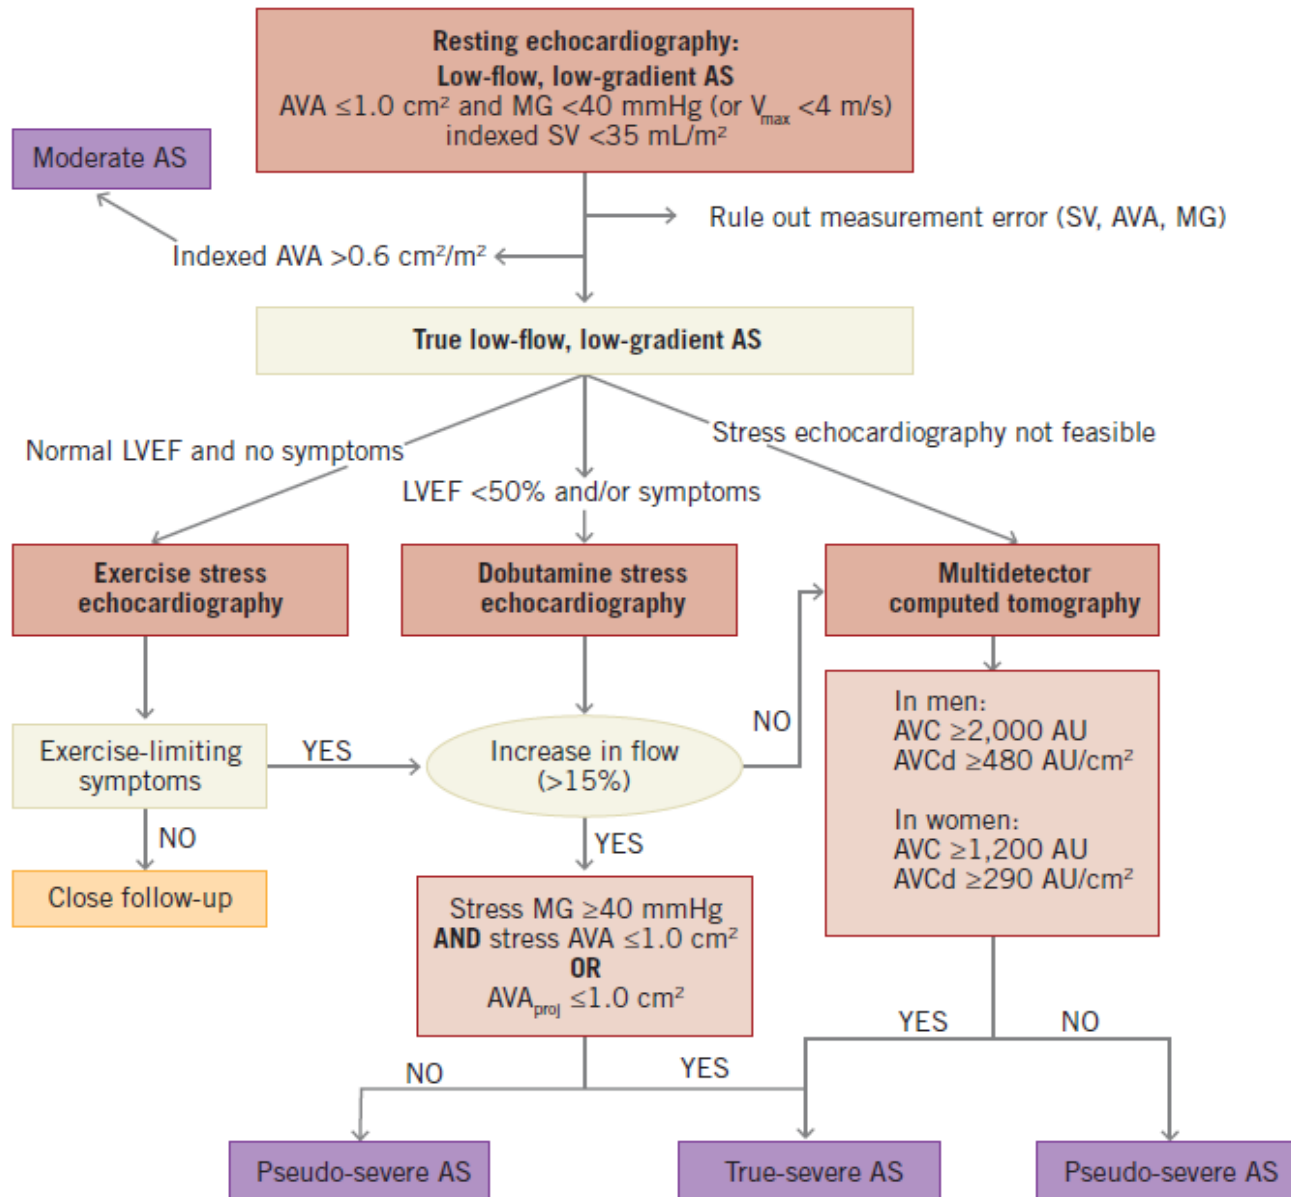 Resting echocardiography:
Low-flow, low-gradient AS
AVA ≤1.0 cm² and MG <40 mmHg (or Vmax <4 m/s)
indexed SV <35 mL/m²
Moderate AS
Rule out measurement error (SV, AVA, MG)
Indexed AVA >0.6 cm²/m²
True low-flow, low-gradient AS
Normal LVEF and no symptoms
Stress echocardiography not feasible
LVEF <50% and/or symptoms
Exercise stress
echocardiography
Dobutamine stress
echocardiography
Multidetector
computed tomography
Exercise-limiting
symptoms
YES
Increase in flow
(>15%)
NO
In men:
AVC ≥2,000 AU
AVCd ≥480 AU/cm²
In women:
AVC ≥1,200 AU
AVCd ≥290 AU/cm²
NO
YES
Close follow-up
Stress MG ≥40 mmHg
AND stress AVA ≤1.0 cm²
OR
AVAproj ≤1.0 cm²
YES
NO
NO
YES
Pseudo-severe AS
True-severe AS
Pseudo-severe AS